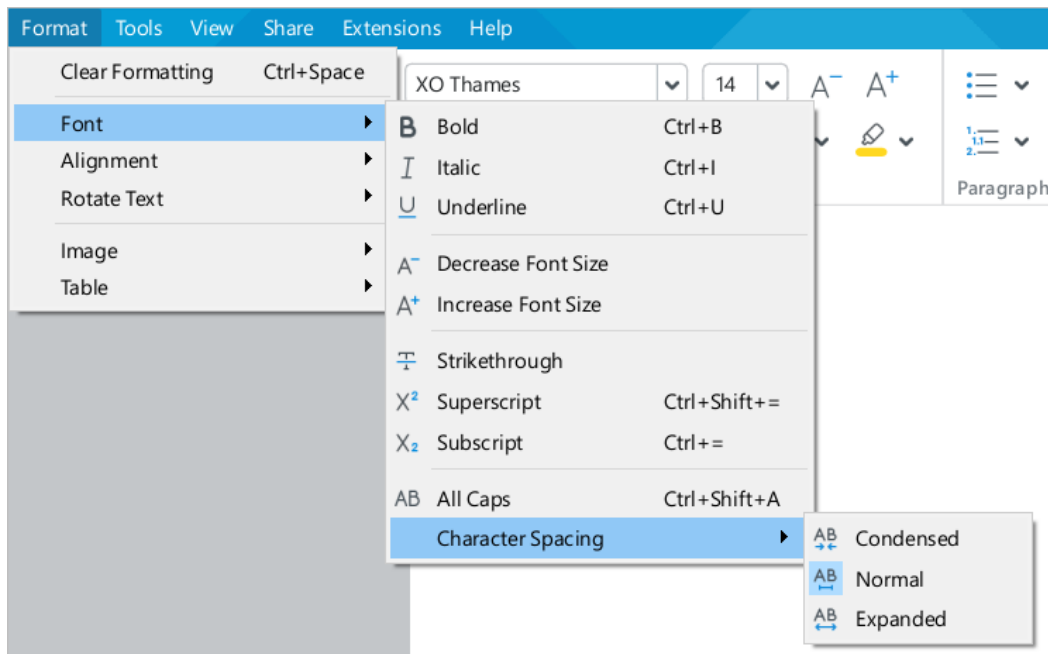 Format Tools View Share Extensions Help
Clear Formatting Ctrl+Space
XO Thames 14 A− A+
Font
Alignment
Rotate Text
Image
Table
Paragraph
B Bold Ctrl+B
I Italic Ctrl+I
U Underline Ctrl+U
A− Decrease Font Size
A+ Increase Font Size
T Strikethrough
X² Superscript Ctrl+Shift+=
X₂ Subscript Ctrl+=
AB All Caps Ctrl+Shift+A
Character Spacing
AB Condensed
AB Normal
AB Expanded